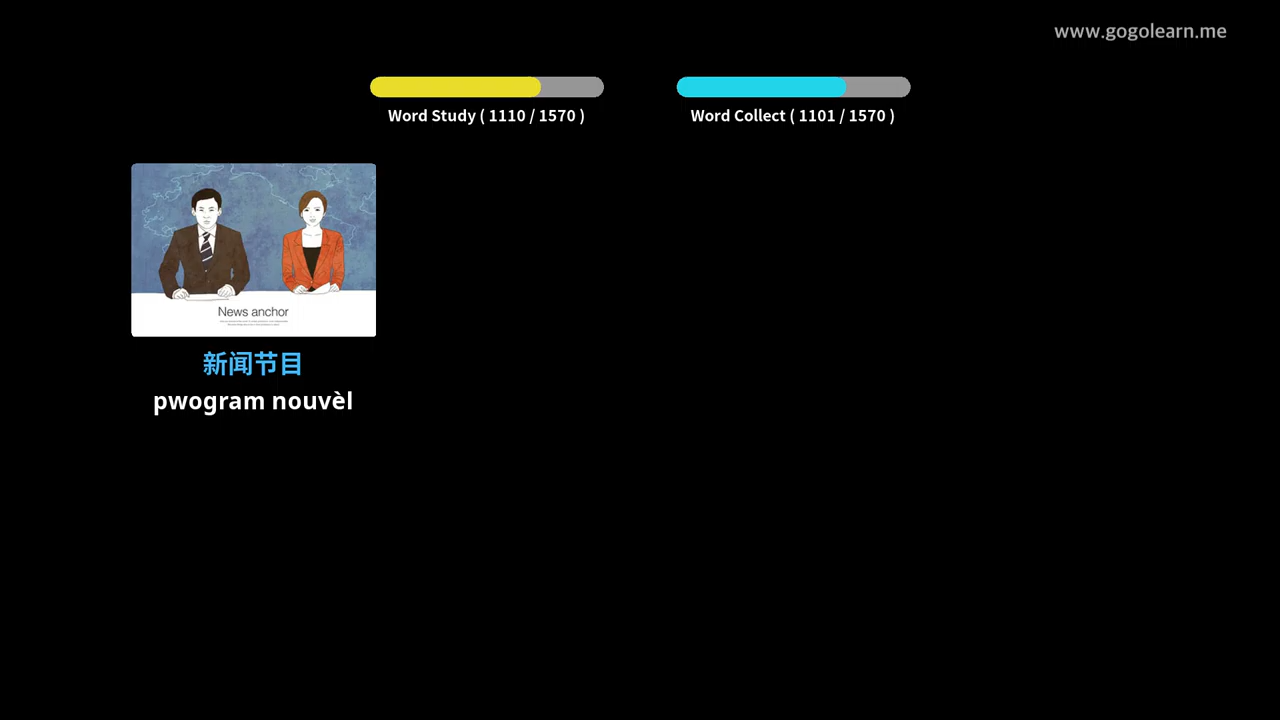 www.gogolearn.me
Word Study ( 1110 / 1570 )
Word Collect ( 1101 / 1570 )
News anchor
新闻节目
pwogram nouvèl